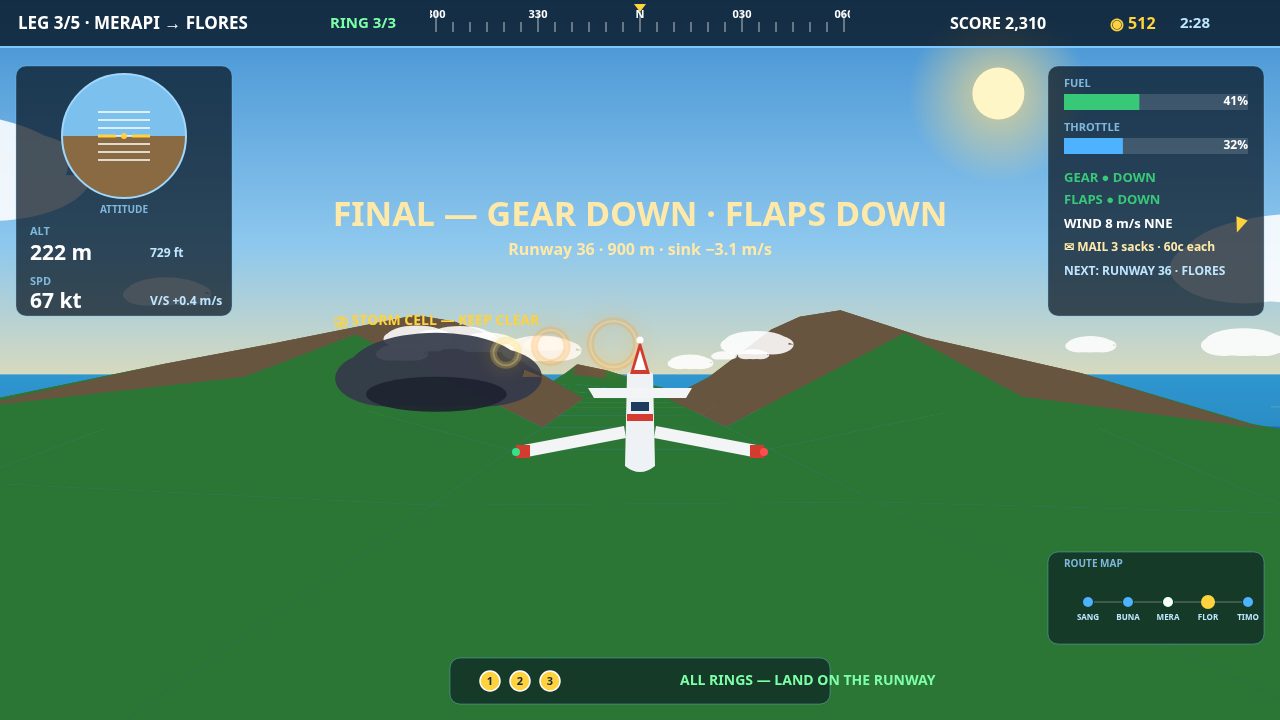 LEG 3/5 · MERAPI → FLORES
RING 3/3
300 330 N 030 060
SCORE 2,310
◉ 512
2:28
ATTITUDE
ALT
222 m 729 ft
SPD
67 kt V/S +0.4 m/s
FUEL
41%
THROTTLE
32%
GEAR ● DOWN
FLAPS ● DOWN
WIND 8 m/s NNE
✉ MAIL 3 sacks · 60c each
NEXT: RUNWAY 36 · FLORES
FINAL — GEAR DOWN · FLAPS DOWN
Runway 36 · 900 m · sink −3.1 m/s
STORM CELL — KEEP CLEAR
ROUTE MAP
SANG BUNA MERA FLOR TIMO
1 2 3
ALL RINGS — LAND ON THE RUNWAY